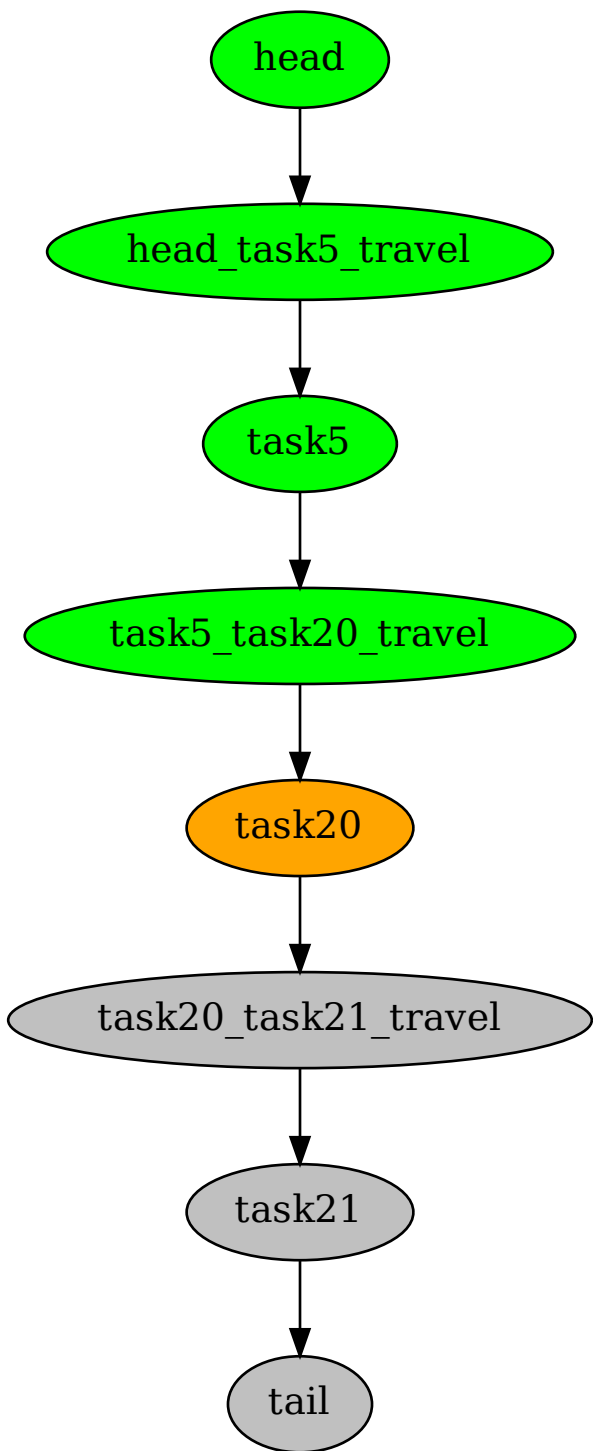 head
head_task5_travel
task5
task5_task20_travel
task20
task20_task21_travel
task21
tail